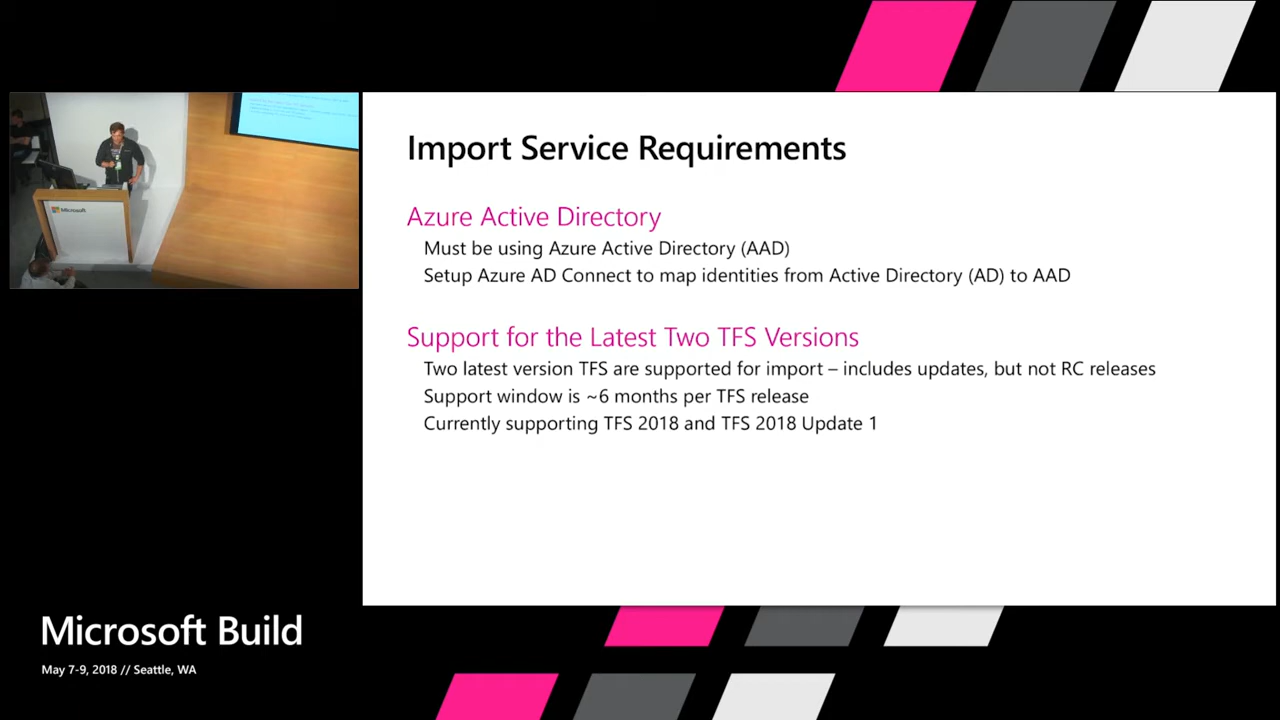 Import Service Requirements
Azure Active Directory
Must be using Azure Active Directory (AAD)
Setup Azure AD Connect to map identities from Active Directory (AD) to AAD
Support for the Latest Two TFS Versions
Two latest version TFS are supported for import – includes updates, but not RC releases
Support window is ~6 months per TFS release
Currently supporting TFS 2018 and TFS 2018 Update 1
Microsoft
Microsoft Build
May 7-9, 2018 // Seattle, WA